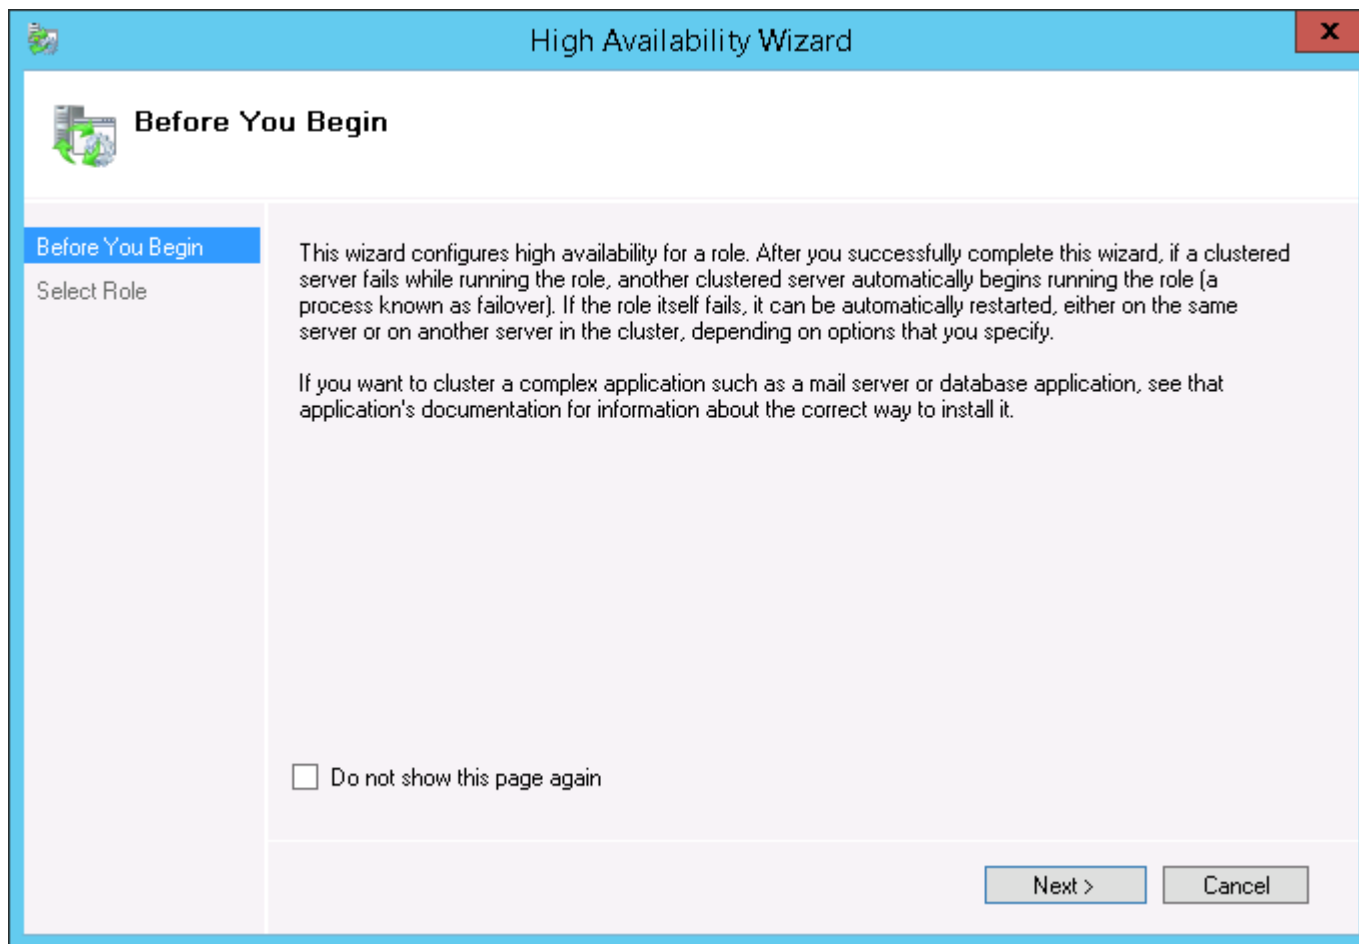 High Availability Wizard
X
Before You Begin
Before You Begin
Select Role
This wizard configures high availability for a role. After you successfully complete this wizard, if a clustered
server fails while running the role, another clustered server automatically begins running the role (a
process known as failover). If the role itself fails, it can be automatically restarted, either on the same
server or on another server in the cluster, depending on options that you specify.
If you want to cluster a complex application such as a mail server or database application, see that
application's documentation for information about the correct way to install it.
Do not show this page again
Next >
Cancel